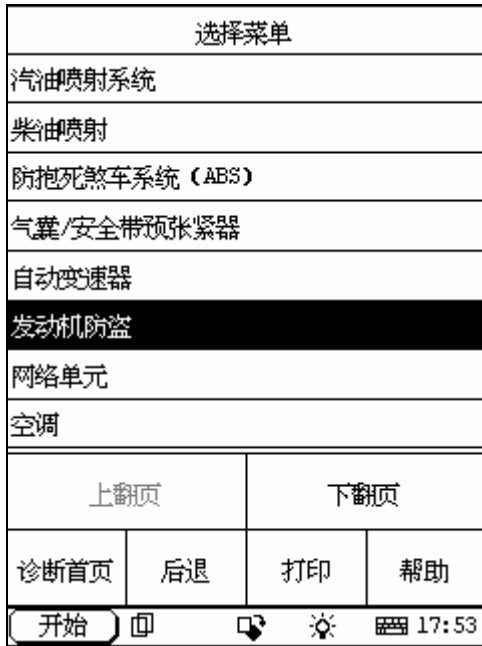 选择菜单
汽油喷射系统
柴油喷射
防抱死煞车系统（ABS）
气囊/安全带预张紧器
自动变速器
发动机防盗
网络单元
空调
上翻页 下翻页
诊断首页 后退 打印 帮助
开始 17:53